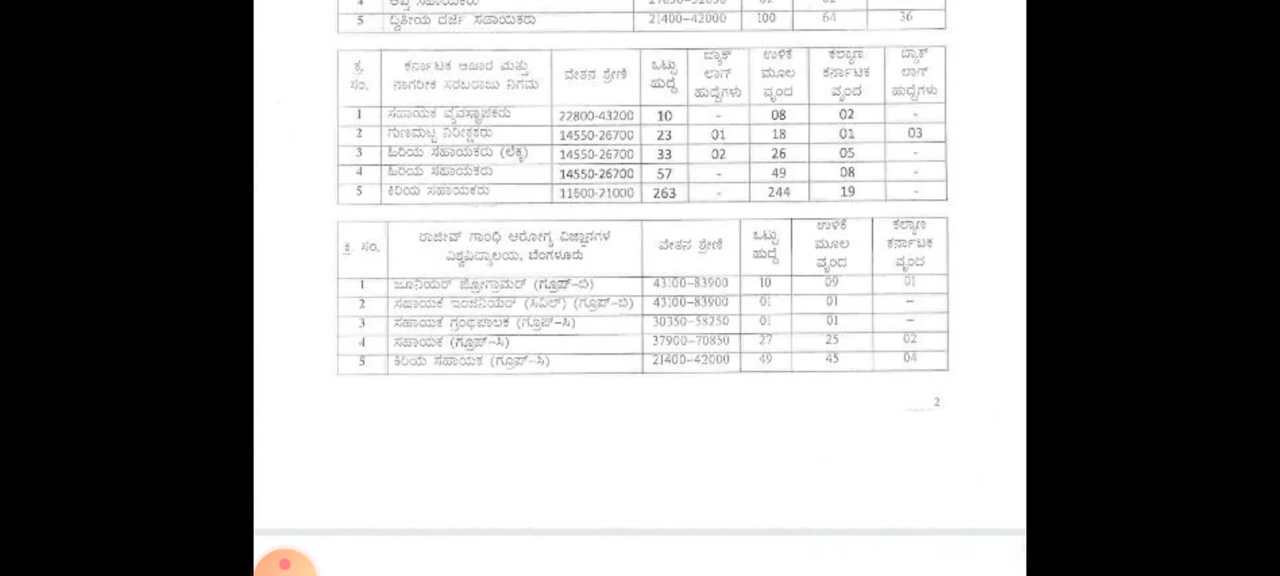 5 ದ್ವಿತೀಯ ದರ್ಜೆ ಸಹಾಯಕರು 21400–42000 100 64 36
ಕ್ರ. ಸಂ. ಕರ್ನಾಟಕ ಆಹಾರ ಮತ್ತು ನಾಗರೀಕ ಸರಬರಾಜು ನಿಗಮ ವೇತನ ಶ್ರೇಣಿ ಒಟ್ಟು ಹುದ್ದೆ ಬ್ಯಾಕ್ ಲಾಗ್ ಹುದ್ದೆಗಳು ಉಳಿಕೆ ಮೂಲ ವೃಂದ ಕಲ್ಯಾಣ ಕರ್ನಾಟಕ ವೃಂದ ಬ್ಯಾಕ್ ಲಾಗ್ ಹುದ್ದೆಗಳು
1 ಸಹಾಯಕ ವ್ಯವಸ್ಥಾಪಕರು 22800-43200 10 - 08 02 -
2 ಗುಣಮಟ್ಟ ನಿರೀಕ್ಷಕರು 14550-26700 23 01 18 01 03
3 ಹಿರಿಯ ಸಹಾಯಕರು (ಲೆಕ್ಕ) 14550-26700 33 02 26 05 -
4 ಹಿರಿಯ ಸಹಾಯಕರು 14550-26700 57 - 49 08 -
5 ಕಿರಿಯ ಸಹಾಯಕರು 11600-21000 263 - 244 19 -
ಕ್ರ. ಸಂ. ರಾಜೀವ್ ಗಾಂಧಿ ಆರೋಗ್ಯ ವಿಜ್ಞಾನಗಳ ವಿಶ್ವವಿದ್ಯಾಲಯ, ಬೆಂಗಳೂರು ವೇತನ ಶ್ರೇಣಿ ಒಟ್ಟು ಹುದ್ದೆ ಉಳಿಕೆ ಮೂಲ ವೃಂದ ಕಲ್ಯಾಣ ಕರ್ನಾಟಕ ವೃಂದ
1 ಜೂನಿಯರ್ ಪ್ರೋಗ್ರಾಮರ್ (ಗ್ರೂಪ್-ಬಿ) 43100–83900 10 09 01
2 ಸಹಾಯಕ ಇಂಜಿನಿಯರ್ (ಸಿವಿಲ್) (ಗ್ರೂಪ್-ಬಿ) 43100–83900 01 01 –
3 ಸಹಾಯಕ ಗ್ರಂಥಪಾಲಕ (ಗ್ರೂಪ್-ಸಿ) 30350–58250 01 01 –
4 ಸಹಾಯಕ (ಗ್ರೂಪ್-ಸಿ) 37900–70850 27 25 02
5 ಕಿರಿಯ ಸಹಾಯಕ (ಗ್ರೂಪ್-ಸಿ) 21400–42000 49 45 04
2